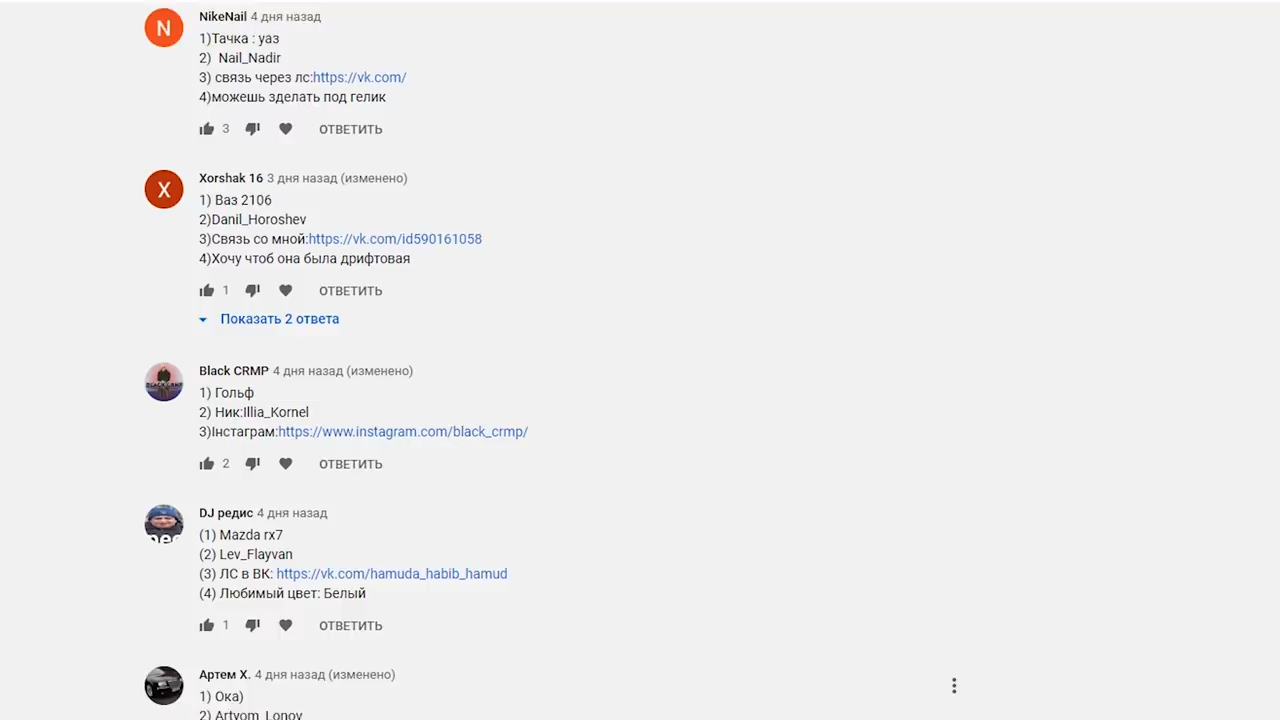 N
NikeNail 4 дня назад
1)Тачка : уаз
2) Nail_Nadir
3) связь через лс:https://vk.com/
4)можешь зделать под гелик
3 ОТВЕТИТЬ
X
Xorshak 16 3 дня назад (изменено)
1) Ваз 2106
2)Danil_Horoshev
3)Связь со мной:https://vk.com/id590161058
4)Хочу чтоб она была дрифтовая
1 ОТВЕТИТЬ
Показать 2 ответа
Black CRMP 4 дня назад (изменено)
1) Гольф
2) Ник:Illia_Kornel
3)Інстаграм:https://www.instagram.com/black_crmp/
2 ОТВЕТИТЬ
DJ редис 4 дня назад
(1) Mazda rx7
(2) Lev_Flayvan
(3) ЛС в ВК: https://vk.com/hamuda_habib_hamud
(4) Любимый цвет: Белый
1 ОТВЕТИТЬ
Артем Х. 4 дня назад (изменено)
1) Ока)
2) Artyom_Lonov